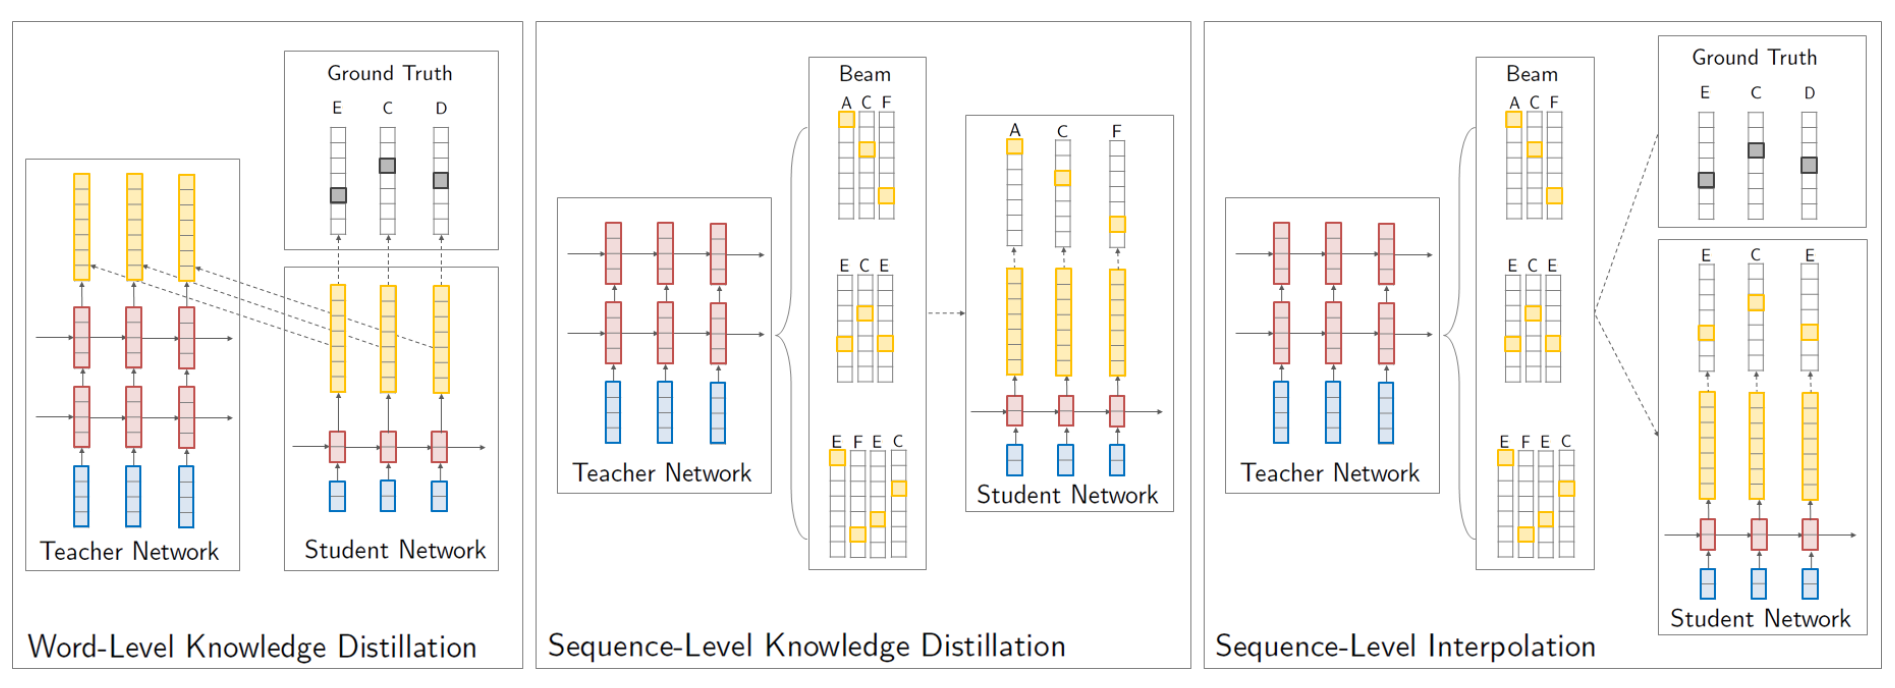 Ground Truth
E C D
Teacher Network
Student Network
Word-Level Knowledge Distillation
Beam
A C F
E C E
E F E C
Teacher Network
A C F
Student Network
Sequence-Level Knowledge Distillation
Beam
A C F
E C E
E F E C
Teacher Network
Ground Truth
E C D
E C E
Student Network
Sequence-Level Interpolation